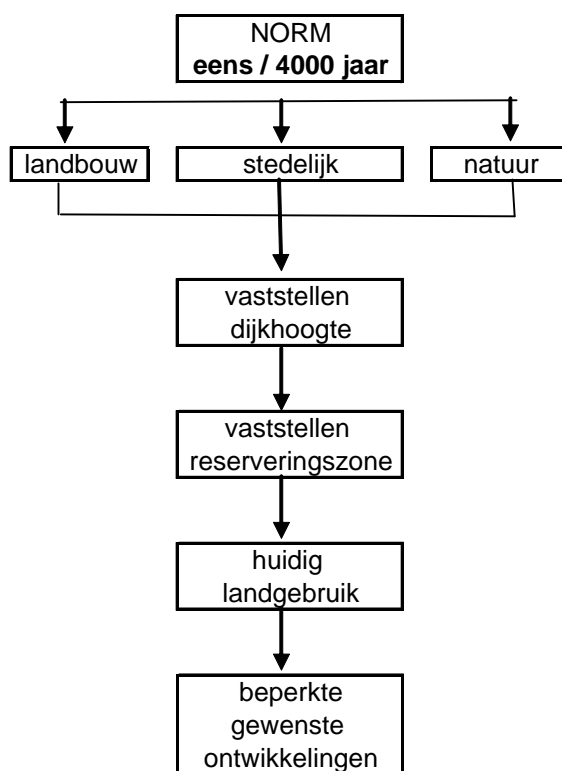 NORM
eens / 4000 jaar
landbouw
stedelijk
natuur
vaststellen
dijkhoogte
vaststellen
reserveringszone
huidig
landgebruik
beperkte
gewenste
ontwikkelingen